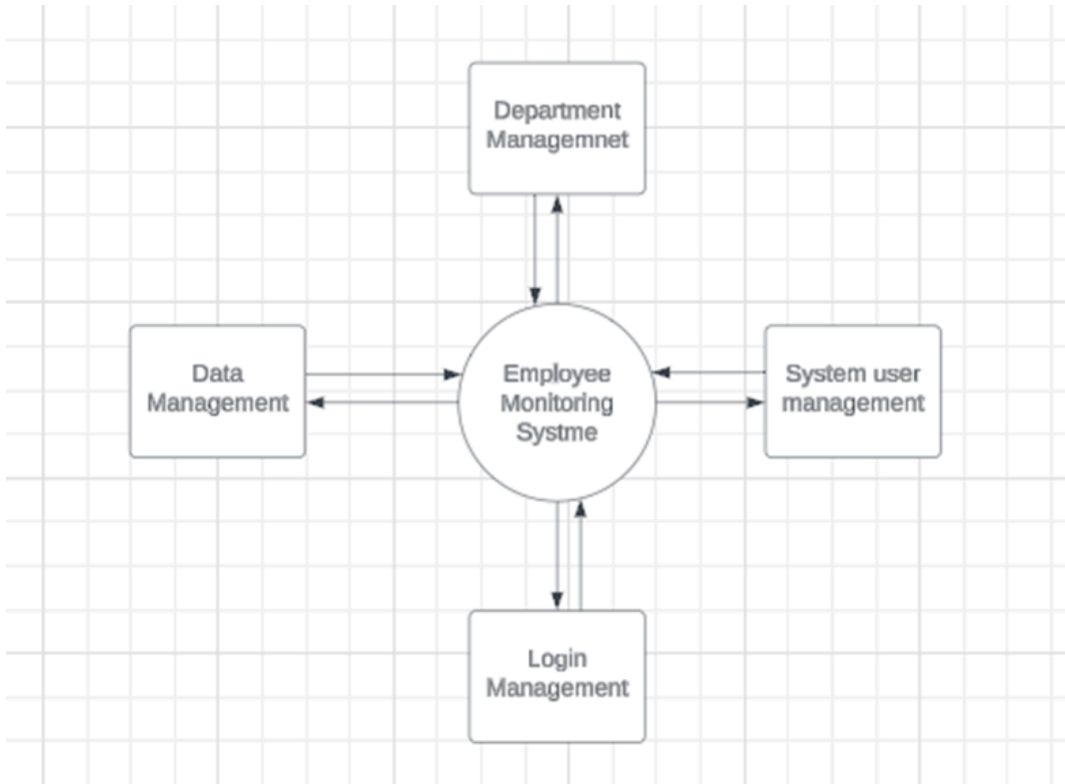 Department
Managemnet
Data
Management
Employee
Monitoring
Systme
System user
management
Login
Management